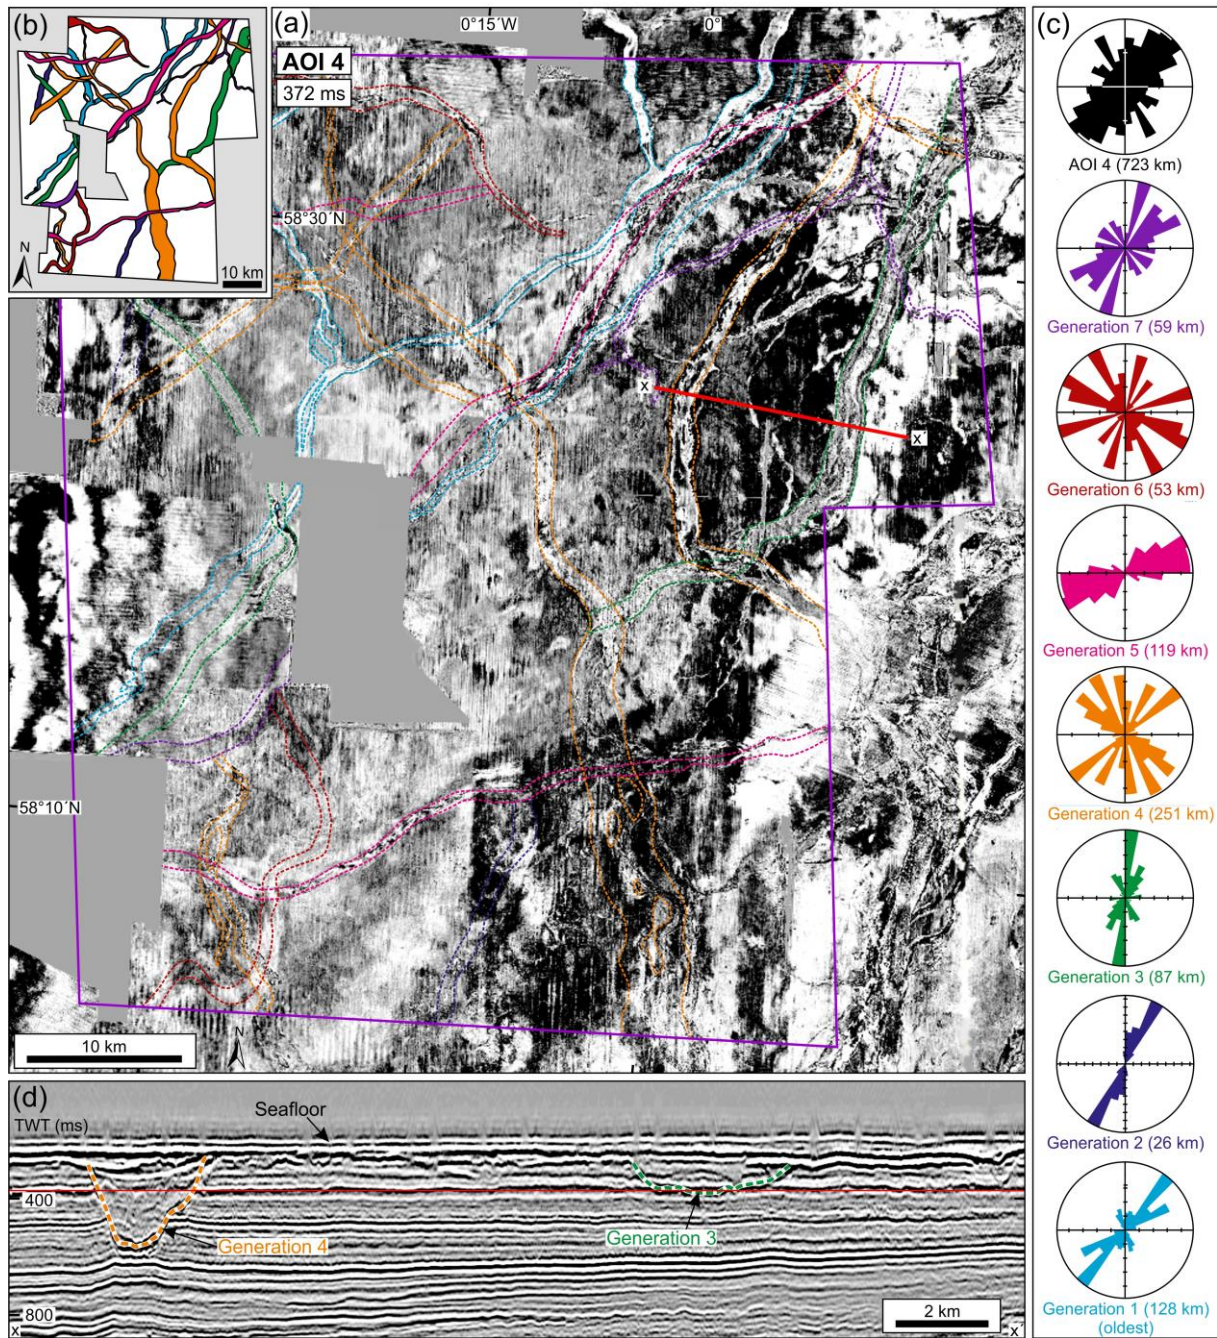 (b)
N
10 km
(a)
0°15´W
0°
AOI 4
372 ms
58°30´N
58°10´N
x
x´
10 km
N
(c)
AOI 4 (723 km)
Generation 7 (59 km)
Generation 6 (53 km)
Generation 5 (119 km)
Generation 4 (251 km)
Generation 3 (87 km)
Generation 2 (26 km)
Generation 1 (128 km)
(oldest)
(d)
TWT (ms)
Seafloor
400
Generation 4
Generation 3
800
2 km
x
x´